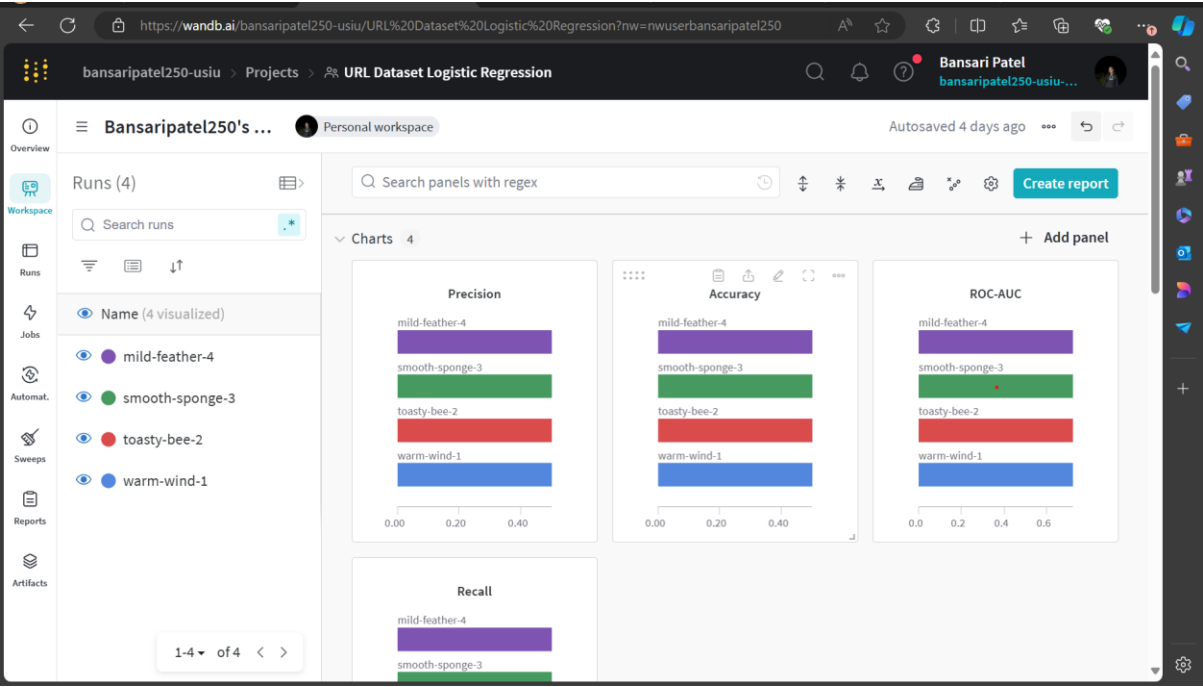 https://wandb.ai/bansaripatel250-usiu/URL%20Dataset%20Logistic%20Regression?nw=nwuserbansaripatel250
bansaripatel250-usiu > Projects > URL Dataset Logistic Regression
Bansari Patel
bansaripatel250-usiu-...
Overview
Workspace
Runs
Jobs
Automat.
Sweeps
Reports
Artifacts
Bansaripatel250's ...
Personal workspace
Autosaved 4 days ago
Runs (4)
Search runs
.*
Name (4 visualized)
mild-feather-4
smooth-sponge-3
toasty-bee-2
warm-wind-1
1-4 of 4
Search panels with regex
Create report
Charts 4
+ Add panel
Precision
mild-feather-4
smooth-sponge-3
toasty-bee-2
warm-wind-1
0.00 0.20 0.40
Accuracy
mild-feather-4
smooth-sponge-3
toasty-bee-2
warm-wind-1
0.00 0.20 0.40
ROC-AUC
mild-feather-4
smooth-sponge-3
toasty-bee-2
warm-wind-1
0.0 0.2 0.4 0.6
Recall
mild-feather-4
smooth-sponge-3